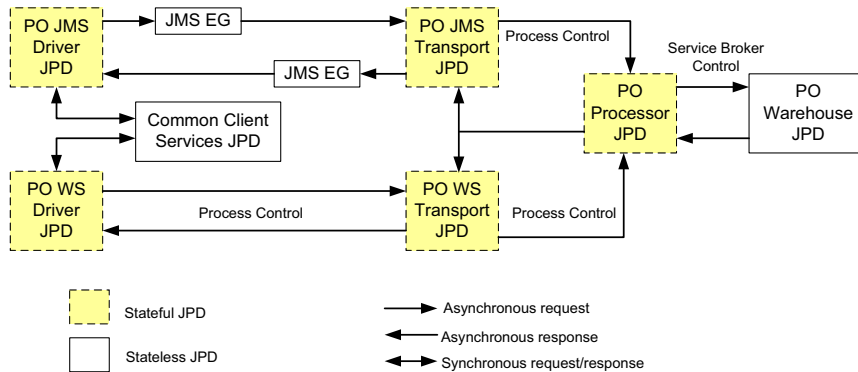 PO JMS
Driver
JPD
JMS EG
JMS EG
PO JMS
Transport
JPD
Process Control
Service Broker
Control
PO
Processor
JPD
PO
Warehouse
JPD
Common Client
Services JPD
PO WS
Driver
JPD
Process Control
PO WS
Transport
JPD
Process Control
Stateful JPD
Stateless JPD
Asynchronous request
Asynchronous response
Synchronous request/response